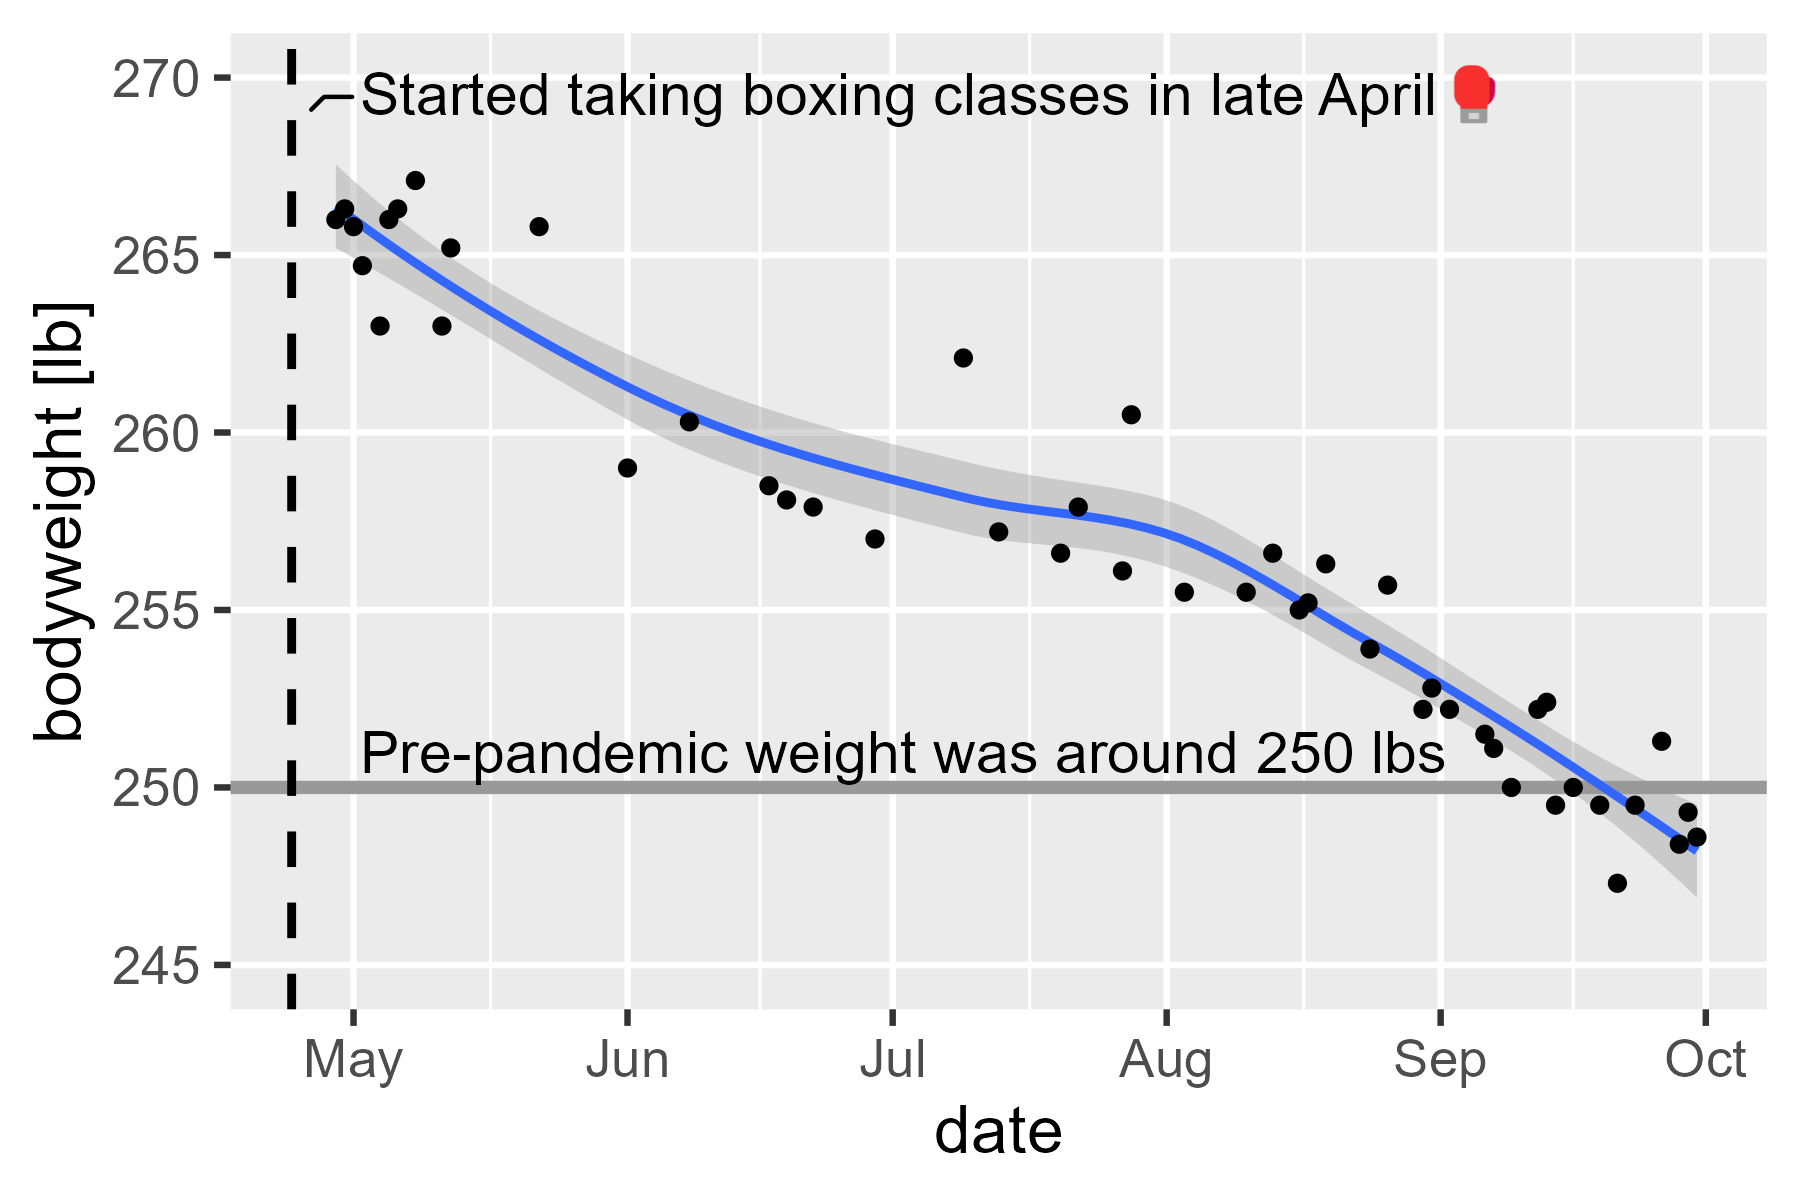 270
Started taking boxing classes in late April 🥊
265
260
255
Pre-pandemic weight was around 250 lbs
250
245
bodyweight [lb]
May Jun Jul Aug Sep Oct
date